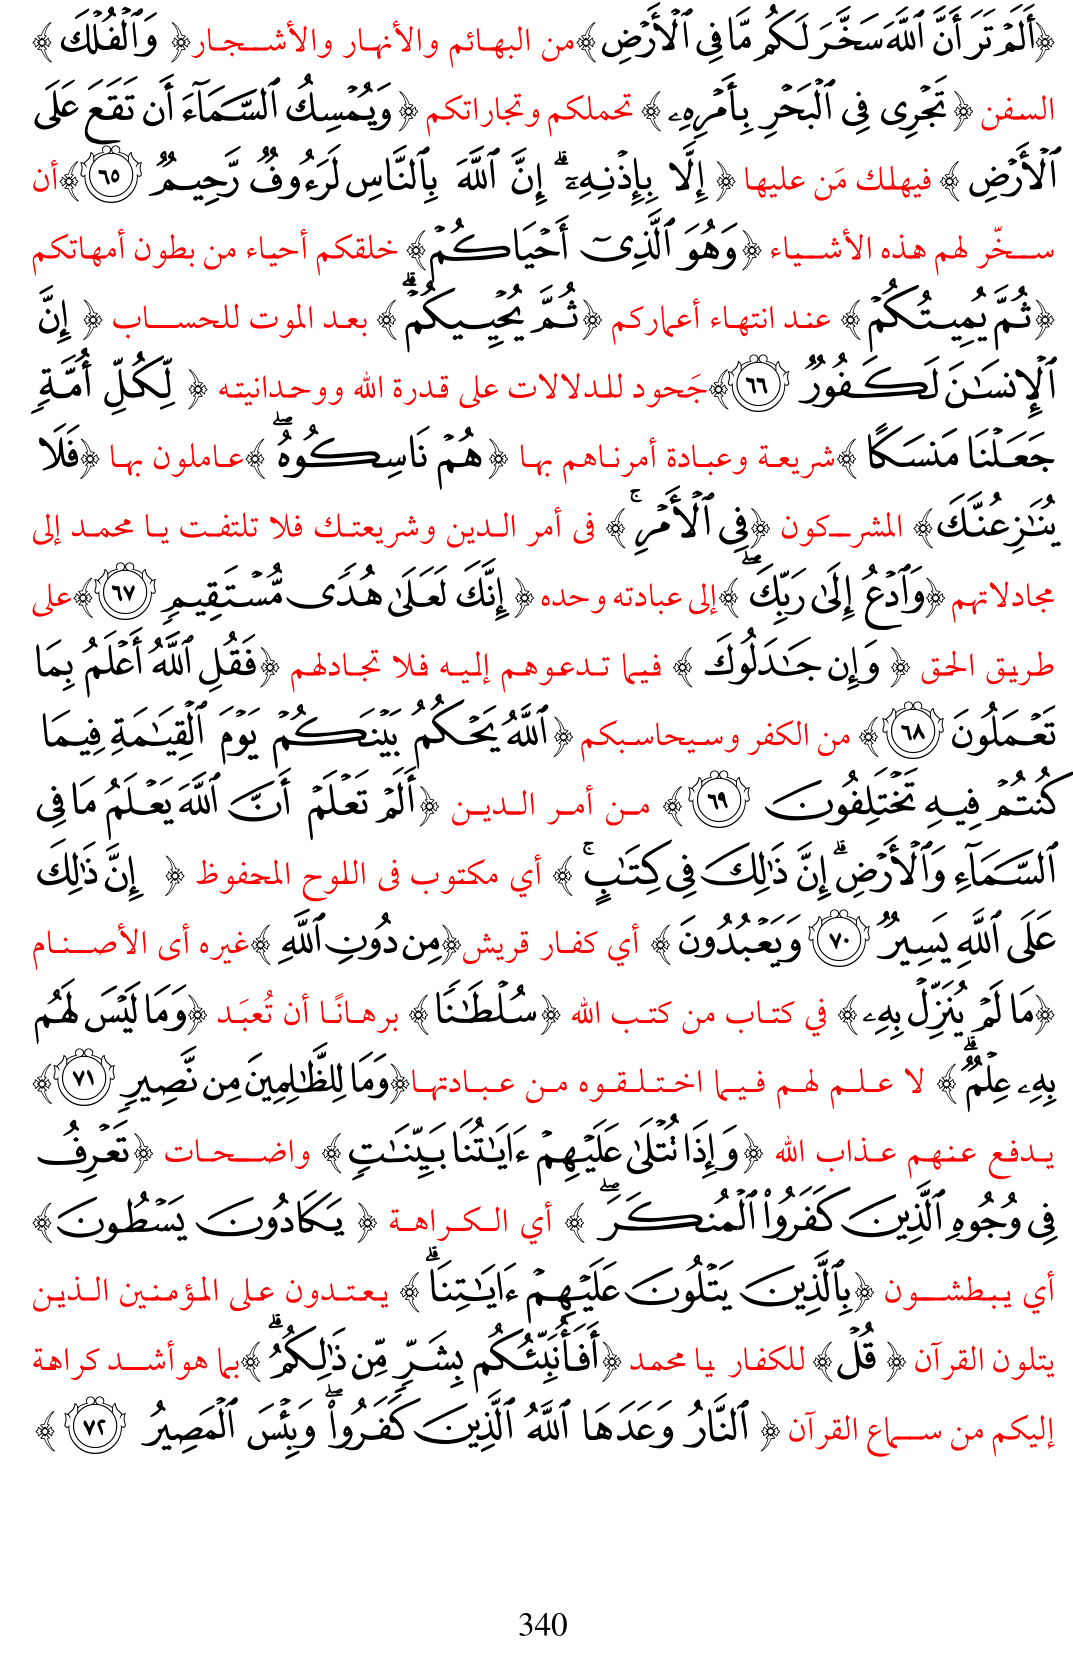 ﴿أَلَمْ تَرَ أَنَّ ٱللَّهَ سَخَّرَ لَكُم مَّا فِى ٱلْأَرْضِ﴾من البهائم والأنهار والأشجار﴿ وَٱلْفُلْكَ ﴾
السفن ﴿ تَجْرِى فِى ٱلْبَحْرِ بِأَمْرِهِۦ ﴾ تحملكم وتجاراتكم ﴿ وَيُمْسِكُ ٱلسَّمَآءَ أَن تَقَعَ عَلَى
ٱلْأَرْضِ ﴾ فيهلك مَن عليها ﴿ إِلَّا بِإِذْنِهِۦٓ ۗ إِنَّ ٱللَّهَ بِٱلنَّاسِ لَرَءُوفٌ رَّحِيمٌ ٦٥ ﴾أن
سخّر لهم هذه الأشياء ﴿وَهُوَ ٱلَّذِىٓ أَحْيَاكُمْ﴾ خلقكم أحياء من بطون أمهاتكم
﴿ثُمَّ يُمِيتُكُمْ﴾ عند انتهاء أعماركم ﴿ثُمَّ يُحْيِيكُمْ ۗ﴾ بعد الموت للحساب ﴿ إِنَّ
ٱلْإِنسَٰنَ لَكَفُورٌ ٦٦ ﴾جَحود للدلالات على قدرة الله ووحدانيته ﴿ لِّكُلِّ أُمَّةٍ
جَعَلْنَا مَنسَكًا ﴾شريعة وعبادة أمرناهم بها ﴿ هُمْ نَاسِكُوهُ ۖ ﴾عاملون بها ﴿فَلَا
يُنَٰزِعُنَّكَ﴾ المشركون ﴿فِى ٱلْأَمْرِ ۚ ﴾ فى أمر الدين وشريعتك فلا تلتفت يا محمد إلى
مجادلاتهم ﴿وَٱدْعُ إِلَىٰ رَبِّكَ ۖ ﴾إلى عبادته وحده ﴿ إِنَّكَ لَعَلَىٰ هُدًى مُّسْتَقِيمٍ ٦٧ ﴾على
طريق الحق ﴿ وَإِن جَٰدَلُوكَ ﴾ فيما تدعوهم إليه فلا تجادلهم ﴿فَقُلِ ٱللَّهُ أَعْلَمُ بِمَا
تَعْمَلُونَ ٦٨ ﴾ من الكفر وسيحاسبكم ﴿ٱللَّهُ يَحْكُمُ بَيْنَكُمْ يَوْمَ ٱلْقِيَٰمَةِ فِيمَا
كُنتُمْ فِيهِ تَخْتَلِفُونَ ٦٩ ﴾ من أمر الدين ﴿أَلَمْ تَعْلَمْ أَنَّ ٱللَّهَ يَعْلَمُ مَا فِى
ٱلسَّمَآءِ وَٱلْأَرْضِ ۗ إِنَّ ذَٰلِكَ فِى كِتَٰبٍ ۚ ﴾ أي مكتوب فى اللوح المحفوظ ﴿ إِنَّ ذَٰلِكَ
عَلَى ٱللَّهِ يَسِيرٌ ٧٠ وَيَعْبُدُونَ ﴾ أي كفار قريش﴿مِن دُونِ ٱللَّهِ ﴾غيره أى الأصنام
﴿مَا لَمْ يُنَزِّلْ بِهِۦ﴾ في كتاب من كتب الله ﴿سُلْطَٰنًا﴾ برهانًا أن تُعبَد ﴿وَمَا لَيْسَ لَهُم
بِهِۦ عِلْمٌ ۗ ﴾ لا علم لهم فيما اختلقوه من عبادتها﴿وَمَا لِلظَّٰلِمِينَ مِن نَّصِيرٍ ٧١ ﴾
يدفع عنهم عذاب الله ﴿وَإِذَا تُتْلَىٰ عَلَيْهِمْ ءَايَٰتُنَا بَيِّنَٰتٍ﴾ واضحات ﴿تَعْرِفُ
فِى وُجُوهِ ٱلَّذِينَ كَفَرُوا۟ ٱلْمُنكَرَ ۖ ﴾ أي الكراهة ﴿ يَكَادُونَ يَسْطُونَ﴾
أي يبطشون ﴿بِٱلَّذِينَ يَتْلُونَ عَلَيْهِمْ ءَايَٰتِنَا ۗ﴾ يعتدون على المؤمنين الذين
يتلون القرآن ﴿ قُلْ﴾ للكفار يا محمد ﴿أَفَأُنَبِّئُكُم بِشَرٍّ مِّن ذَٰلِكُمُ ۗ﴾بما هو أشد كراهة
إليكم من سماع القرآن ﴿ ٱلنَّارُ وَعَدَهَا ٱللَّهُ ٱلَّذِينَ كَفَرُوا۟ ۖ وَبِئْسَ ٱلْمَصِيرُ ٧٢ ﴾
340